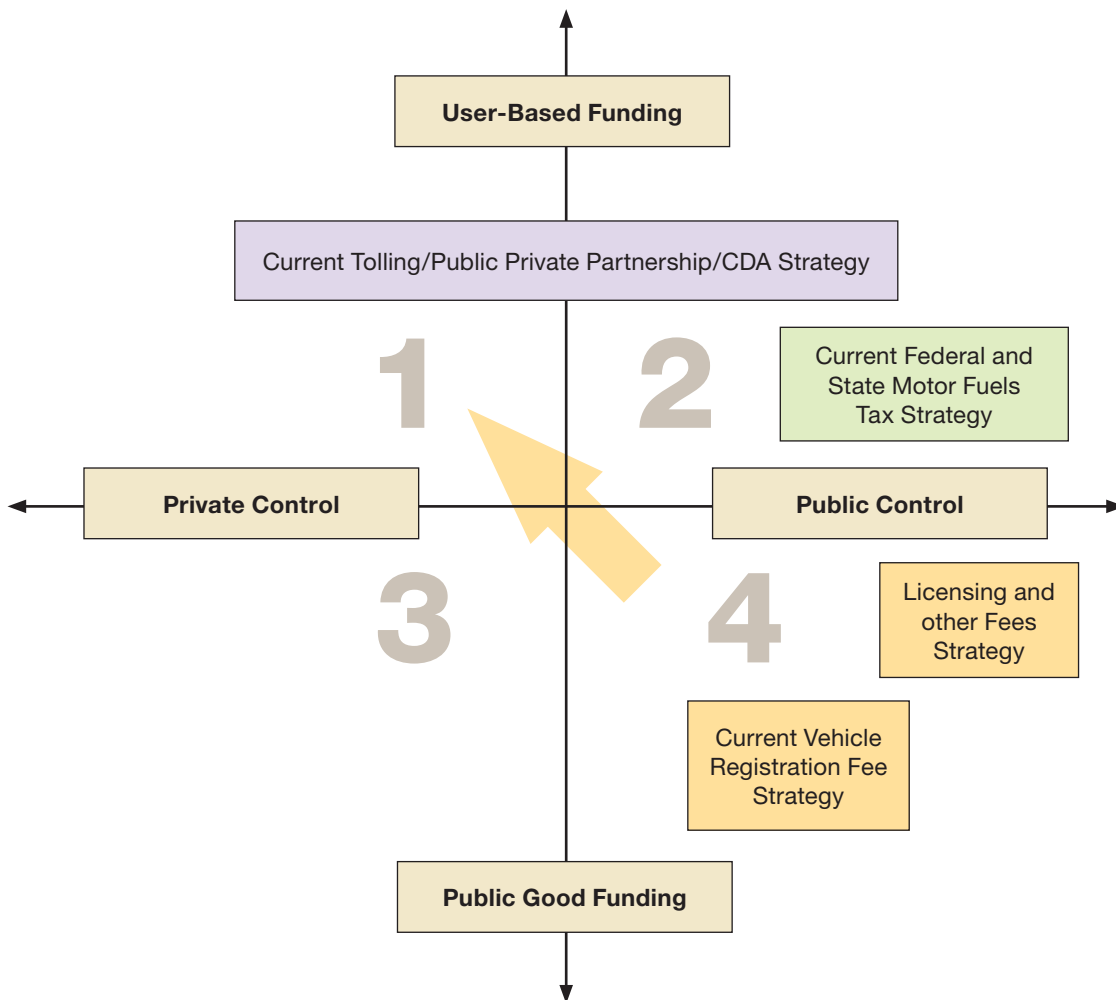 User-Based Funding
Current Tolling/Public Private Partnership/CDA Strategy
1
2
Current Federal and
State Motor Fuels
Tax Strategy
Private Control
Public Control
3
4
Licensing and
other Fees
Strategy
Current Vehicle
Registration Fee
Strategy
Public Good Funding